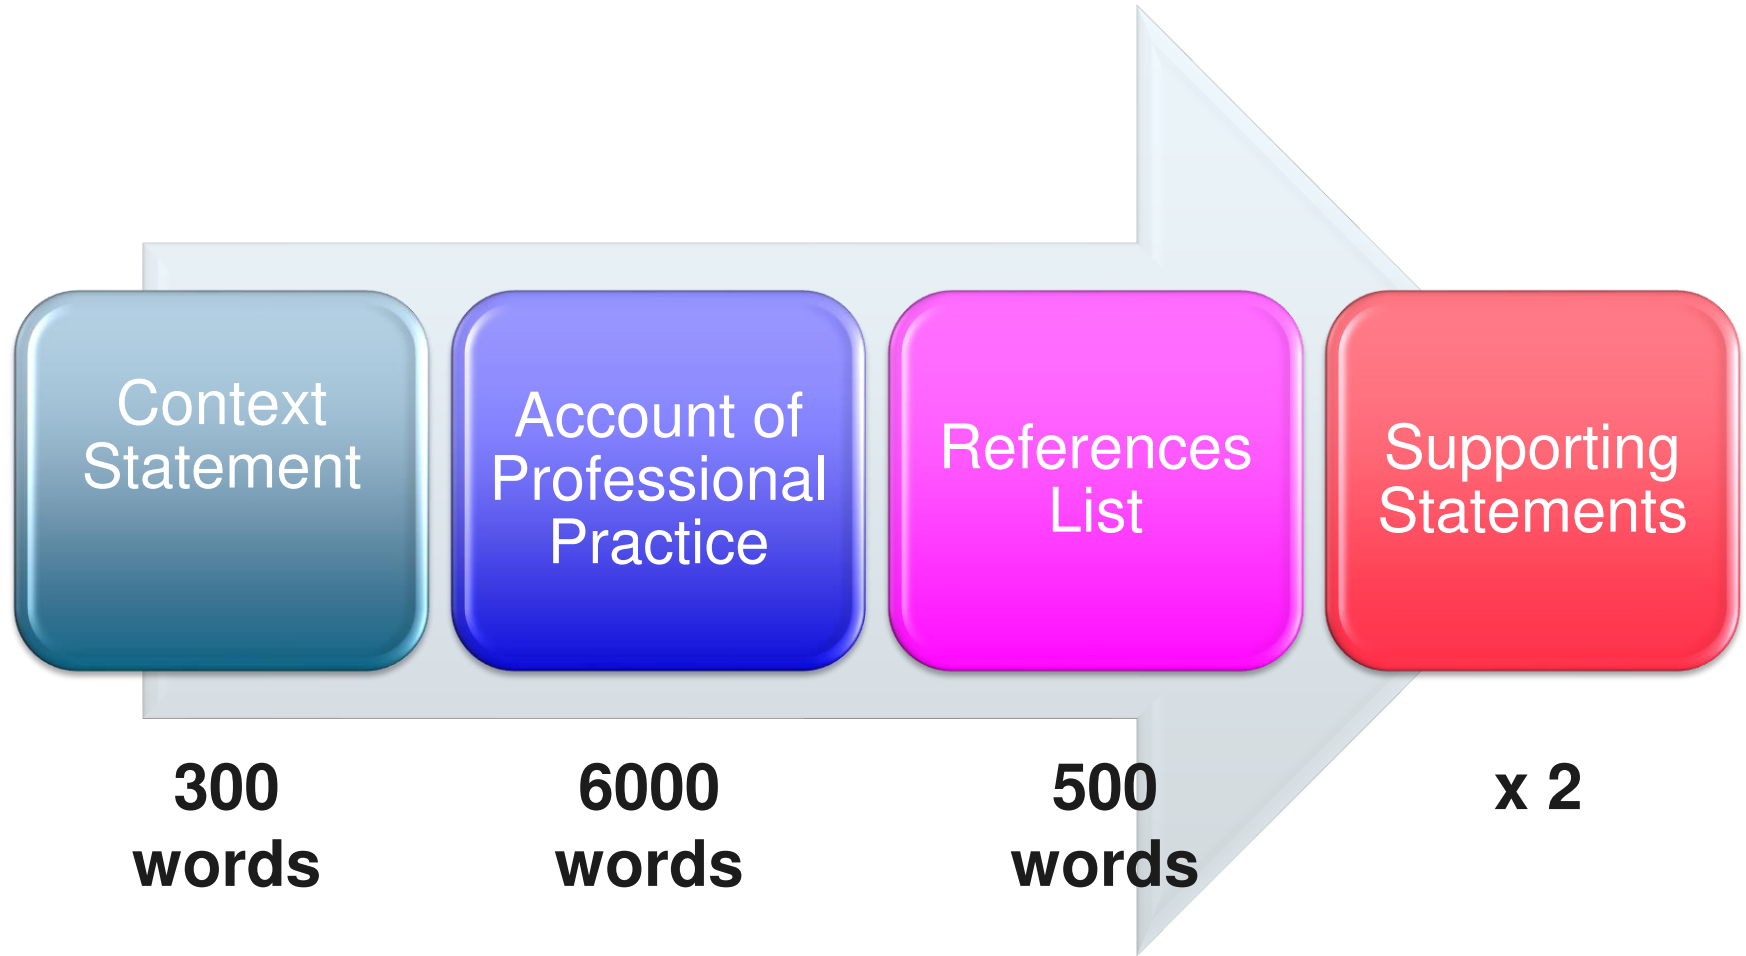 Context
Statement
Account of
Professional
Practice
References
List
Supporting
Statements
300
words
6000
words
500
words
x 2